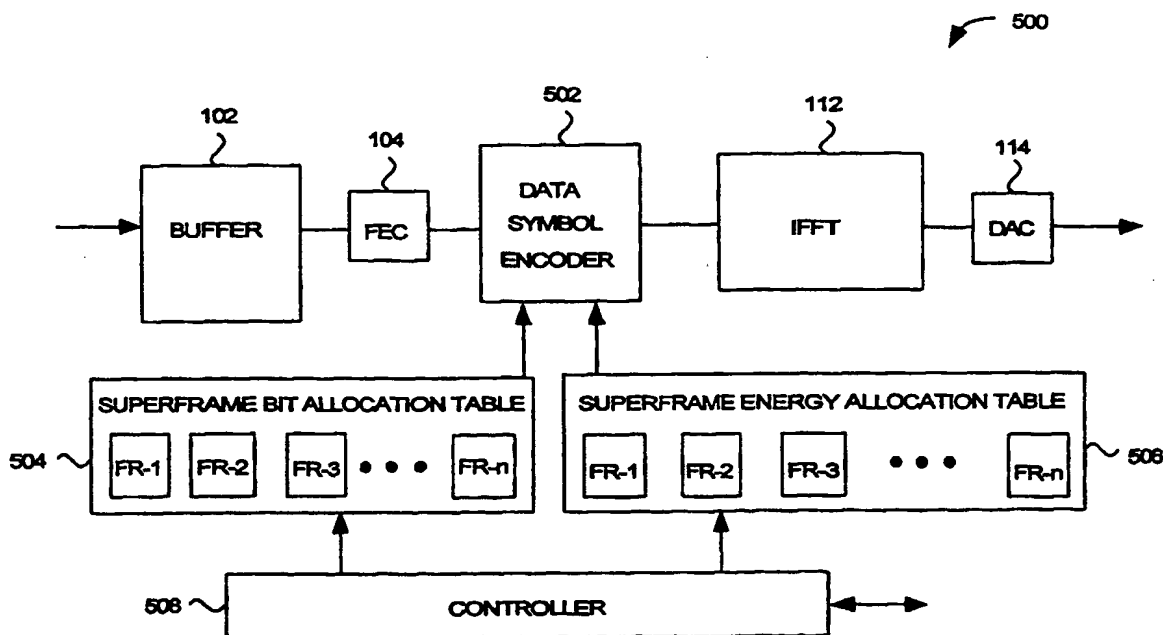 500
502
112
102
104
114
BUFFER
FEC
DATA
SYMBOL
ENCODER
IFFT
DAC
SUPERFRAME BIT ALLOCATION TABLE
SUPERFRAME ENERGY ALLOCATION TABLE
504
FR-1
FR-2
FR-3
FR-n
FR-1
FR-2
FR-3
FR-n
506
508
CONTROLLER